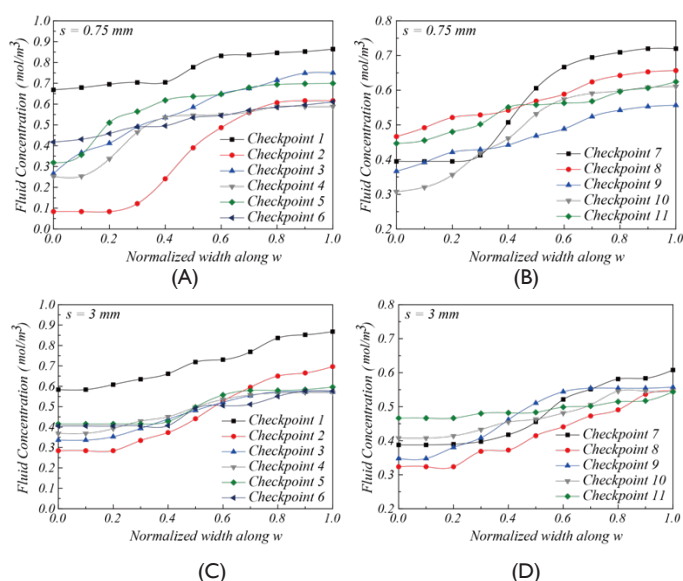 s = 0.75 mm
Fluid Concentration ( mol/m³)
1.0
0.9
0.8
0.7
0.6
0.5
0.4
0.3
0.2
0.1
0.0
0.0 0.2 0.4 0.6 0.8 1.0
Normalized width along w
Checkpoint 1
Checkpoint 2
Checkpoint 3
Checkpoint 4
Checkpoint 5
Checkpoint 6
(A)
s = 0.75 mm
Fluid Concentration ( mol/m³)
0.8
0.7
0.6
0.5
0.4
0.3
0.2
0.0 0.2 0.4 0.6 0.8 1.0
Normalized width along w
Checkpoint 7
Checkpoint 8
Checkpoint 9
Checkpoint 10
Checkpoint 11
(B)
s = 3 mm
Fluid Concentration ( mol/m³)
1.0
0.9
0.8
0.7
0.6
0.5
0.4
0.3
0.2
0.1
0.0
0.0 0.2 0.4 0.6 0.8 1.0
Normalized width along w
Checkpoint 1
Checkpoint 2
Checkpoint 3
Checkpoint 4
Checkpoint 5
Checkpoint 6
(C)
s = 3 mm
Fluid Concentration ( mol/m³)
0.8
0.7
0.6
0.5
0.4
0.3
0.2
0.0 0.2 0.4 0.6 0.8 1.0
Normalized width along w
Checkpoint 7
Checkpoint 8
Checkpoint 9
Checkpoint 10
Checkpoint 11
(D)